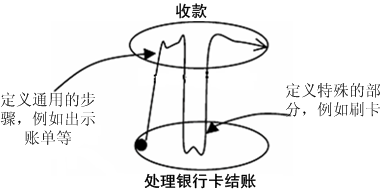 收款
定义通用的步
骤，例如出示
账单等
定义特殊的部
分，例如刷卡
处理银行卡结账